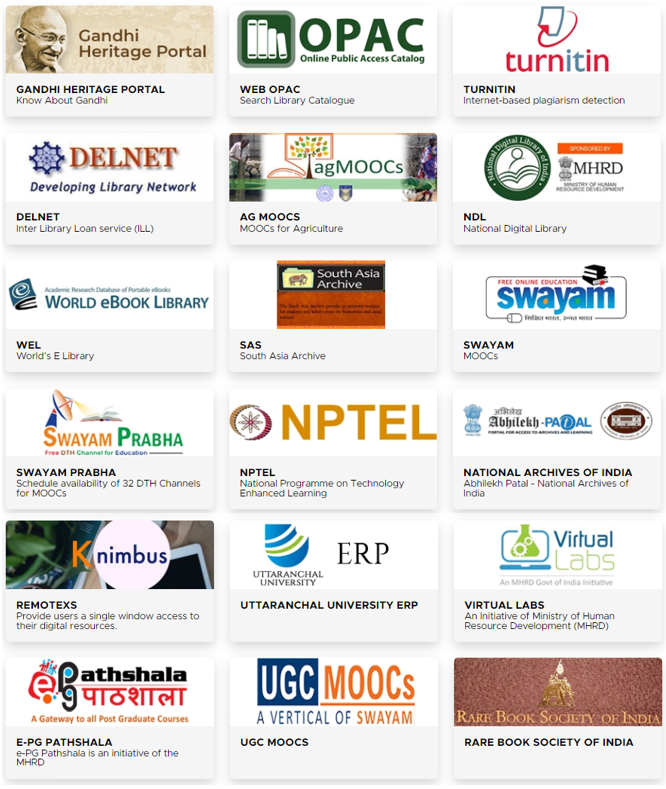 Gandhi
Heritage Portal
GANDHI HERITAGE PORTAL
Know About Gandhi
OPAC
Online Public Access Catalog
WEB OPAC
Search Library Catalogue
turnitin
TURNITIN
Internet-based plagiarism detection
DELNET
Developing Library Network
DELNET
Inter Library Loan service (ILL)
agMOOCs
AG MOOCS
MOOCs for Agriculture
National Digital Library of India
SPONSORED BY
MHRD
MINISTRY OF HUMAN
RESOURCE DEVELOPMENT
NDL
National Digital Library
Academic Research Database of Portable eBooks
WORLD eBOOK LIBRARY
WEL
World's E Library
South Asia
Archive
SAS
South Asia Archive
FREE ONLINE EDUCATION
swayam
शिक्षित भारत, उन्नत भारत
SWAYAM
MOOCs
SWAYAM PRABHA
Free DTH Channel for Education
SWAYAM PRABHA
Schedule availability of 32 DTH Channels
for MOOCs
NPTEL
NPTEL
National Programme on Technology
Enhanced Learning
अभिलेख
Abhilekh-PATAL
PORTAL FOR ACCESS TO ARCHIVES AND LEARNING
NATIONAL ARCHIVES OF INDIA
Abhilekh Patal - National Archives of
India
K nimbus
REMOTEXS
Provide users a single window access to
their digital resources.
UTTARANCHAL
UNIVERSITY
ERP
UTTARANCHAL UNIVERSITY ERP
Virtual
Labs
An MHRD Govt of India Initiative
VIRTUAL LABS
An Initiative of Ministry of Human
Resource Development (MHRD)
e-pg Pathshala
पाठशाला
A Gateway to all Post Graduate Courses
E-PG PATHSHALA
e-PG Pathshala is an initiative of the
MHRD
UGC MOOCs
A VERTICAL OF SWAYAM
UGC MOOCS
RARE BOOK SOCIETY OF INDIA
RARE BOOK SOCIETY OF INDIA